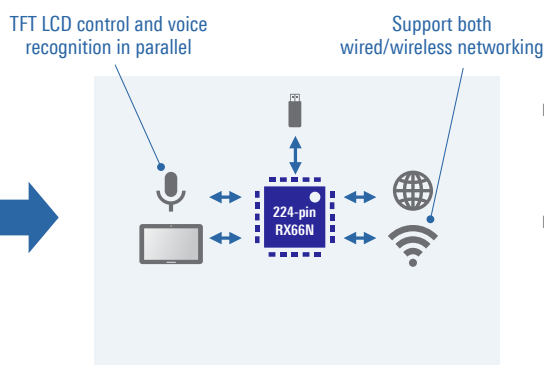 TFT LCD control and voice
recognition in parallel
Support both
wired/wireless networking
224-pin
RX66N